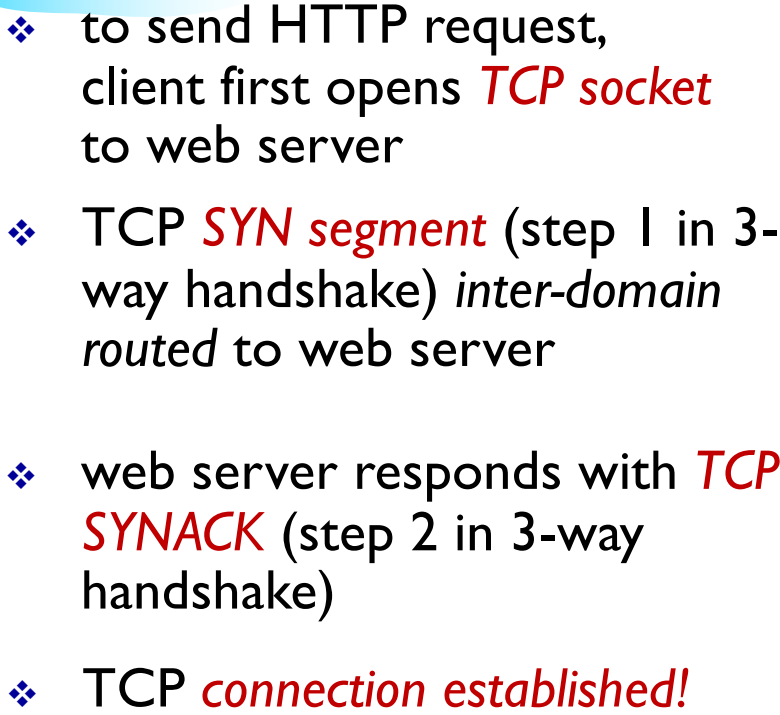 ❖ to send HTTP request,
client first opens TCP socket
to web server
❖ TCP SYN segment (step 1 in 3-
way handshake) inter-domain
routed to web server
❖ web server responds with TCP
SYNACK (step 2 in 3-way
handshake)
❖ TCP connection established!